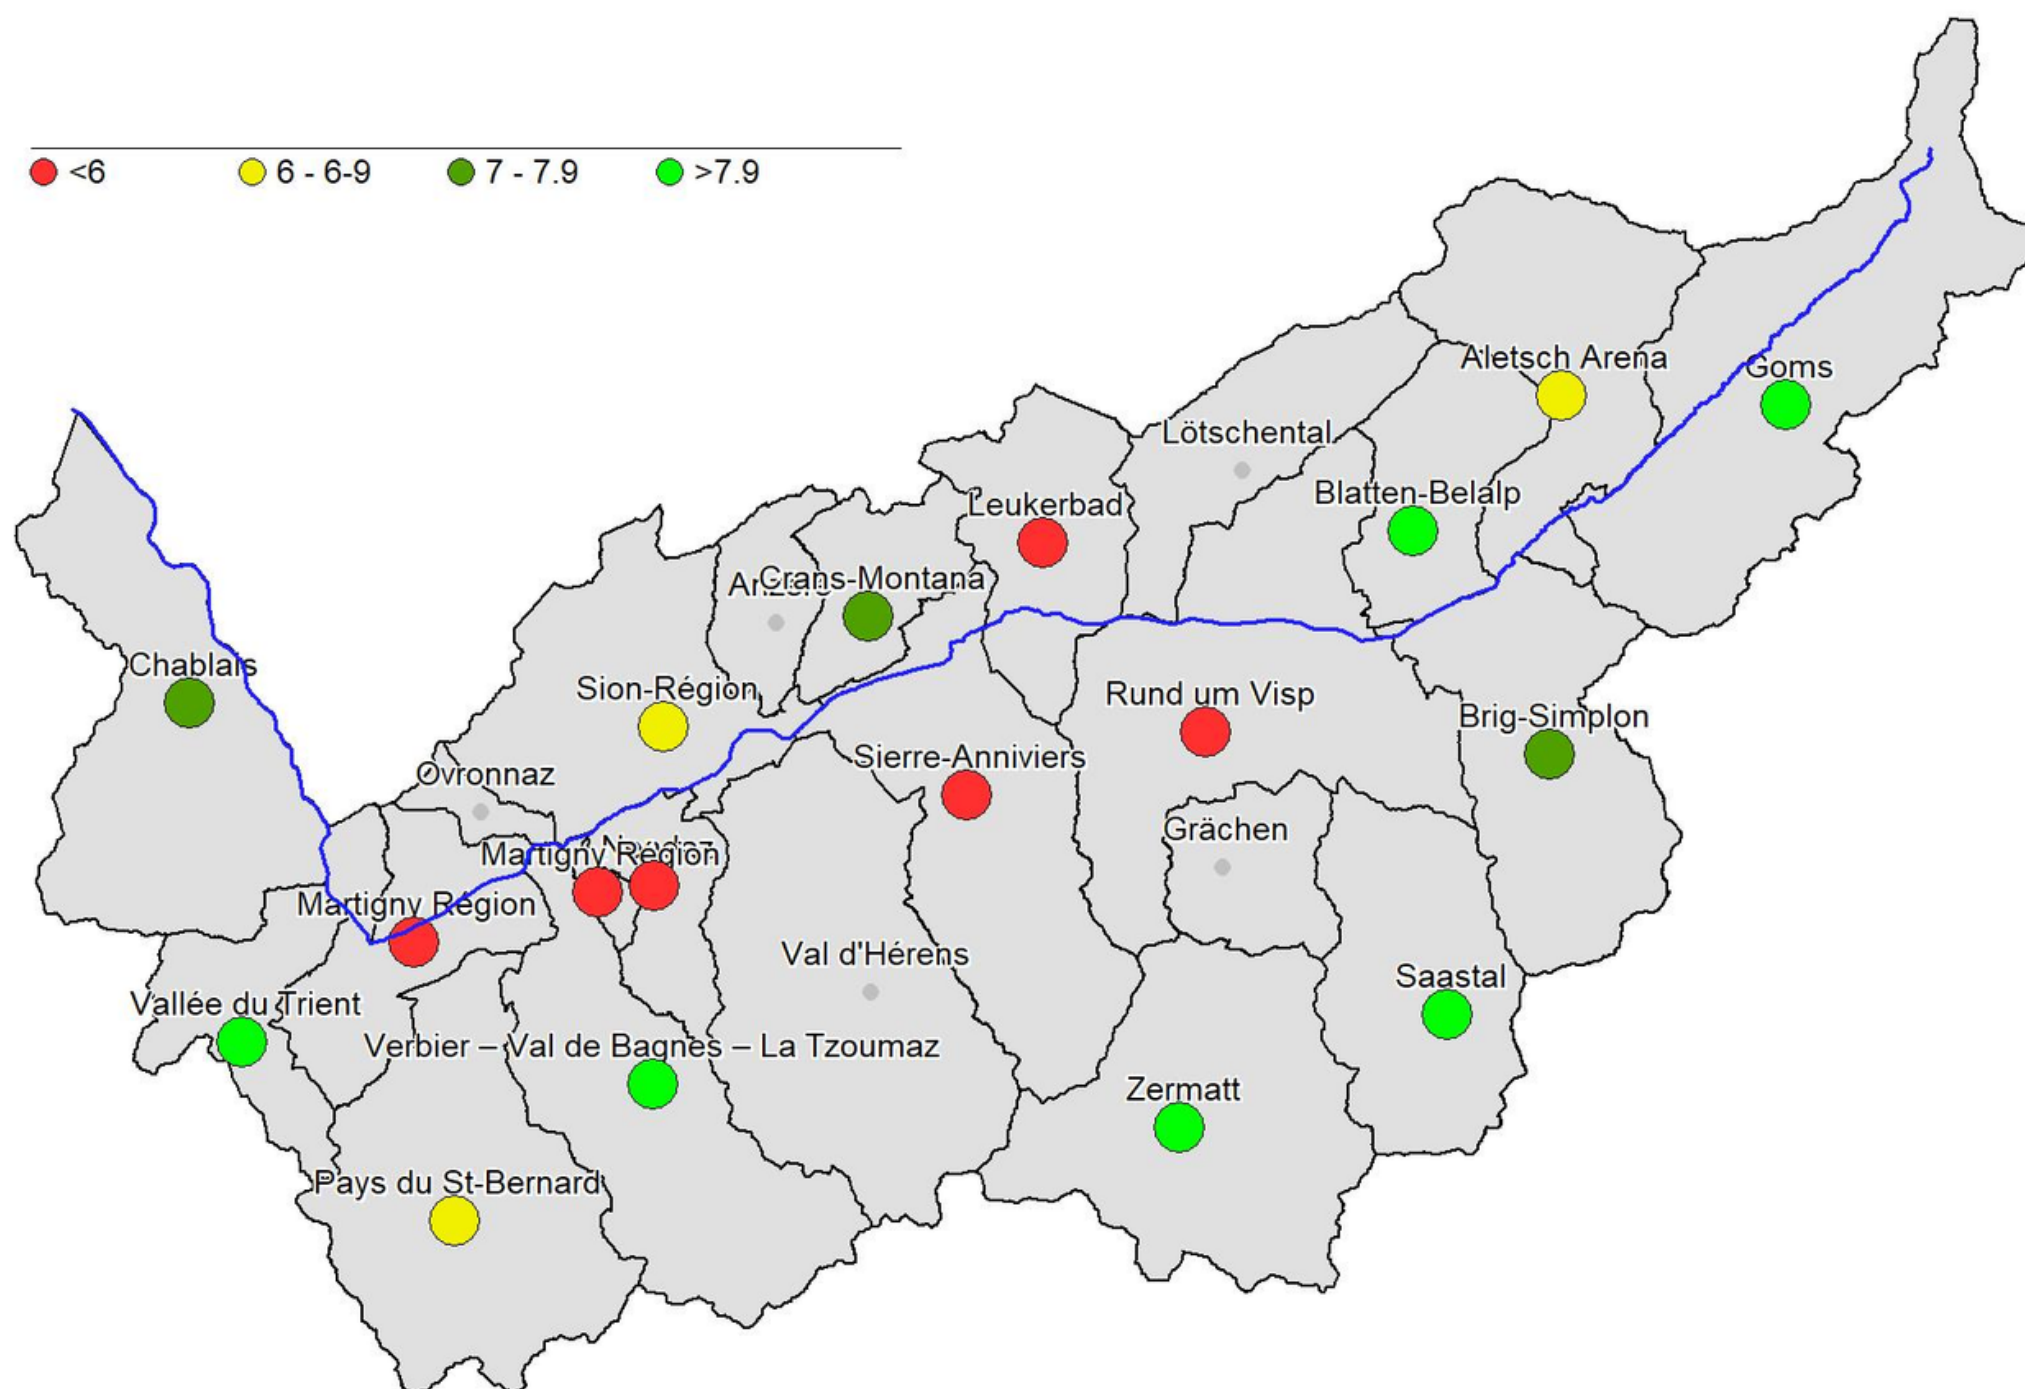 <6
6 - 6-9
7 - 7.9
>7.9
Aletsch Arena
Goms
Lötschental
Blatten-Belalp
Leukerbad
Crans-Montana
Chablais
Sion-Région
Rund um Visp
Brig-Simplon
Sierre-Anniviers
Ovronnaz
Grächen
Martigny Région
Martigny Région
Val d'Hérens
Saastal
Vallée du Trient
Verbier – Val de Bagnes – La Tzoumaz
Zermatt
Pays du St-Bernard